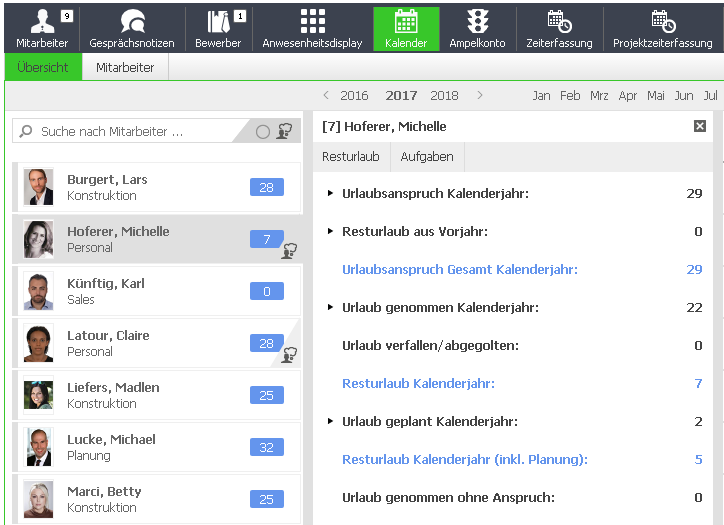 9 1
Mitarbeiter Gesprächsnotizen Bewerber Anwesenheitsdisplay Kalender Ampelkonto Zeiterfassung Projektzeiterfassung
Übersicht Mitarbeiter
< 2016 2017 2018 > Jan Feb Mrz Apr Mai Jun Jul
Suche nach Mitarbeiter ...
Burgert, Lars 28
Konstruktion
Hoferer, Michelle 7
Personal
Künftig, Karl 0
Sales
Latour, Claire 28
Personal
Liefers, Madlen 25
Konstruktion
Lucke, Michael 32
Planung
Marci, Betty 25
Konstruktion
[7] Hoferer, Michelle
Resturlaub Aufgaben
Urlaubsanspruch Kalenderjahr: 29
Resturlaub aus Vorjahr: 0
Urlaubsanspruch Gesamt Kalenderjahr: 29
Urlaub genommen Kalenderjahr: 22
Urlaub verfallen/abgegolten: 0
Resturlaub Kalenderjahr: 7
Urlaub geplant Kalenderjahr: 2
Resturlaub Kalenderjahr (inkl. Planung): 5
Urlaub genommen ohne Anspruch: 0